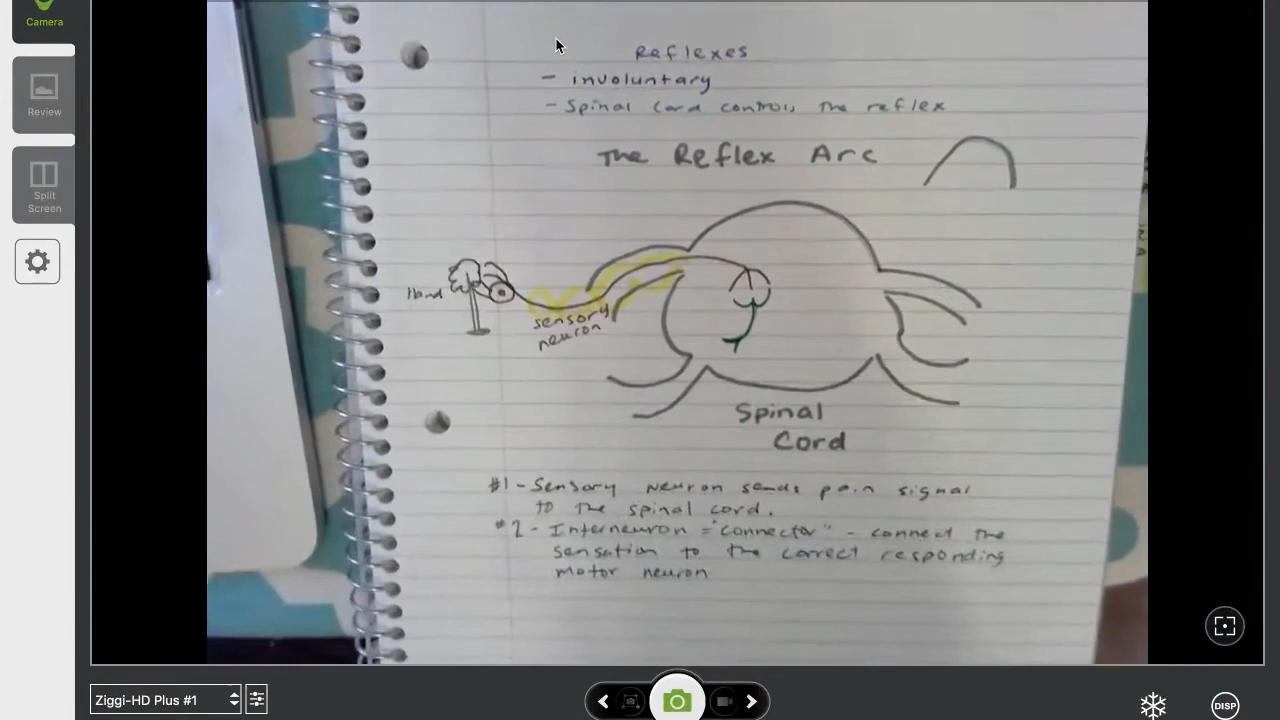 Camera
Review
Split
Screen
Reflexes
- involuntary
- Spinal Cord controls the reflex
The Reflex Arc
Hand
sensory
neuron
Spinal
Cord
#1 - Sensory neuron sends pain signal
to the spinal cord.
#2 - Interneuron = "connector" - connect the
sensation to the correct responding
motor neuron
Ziggi-HD Plus #1
DISP